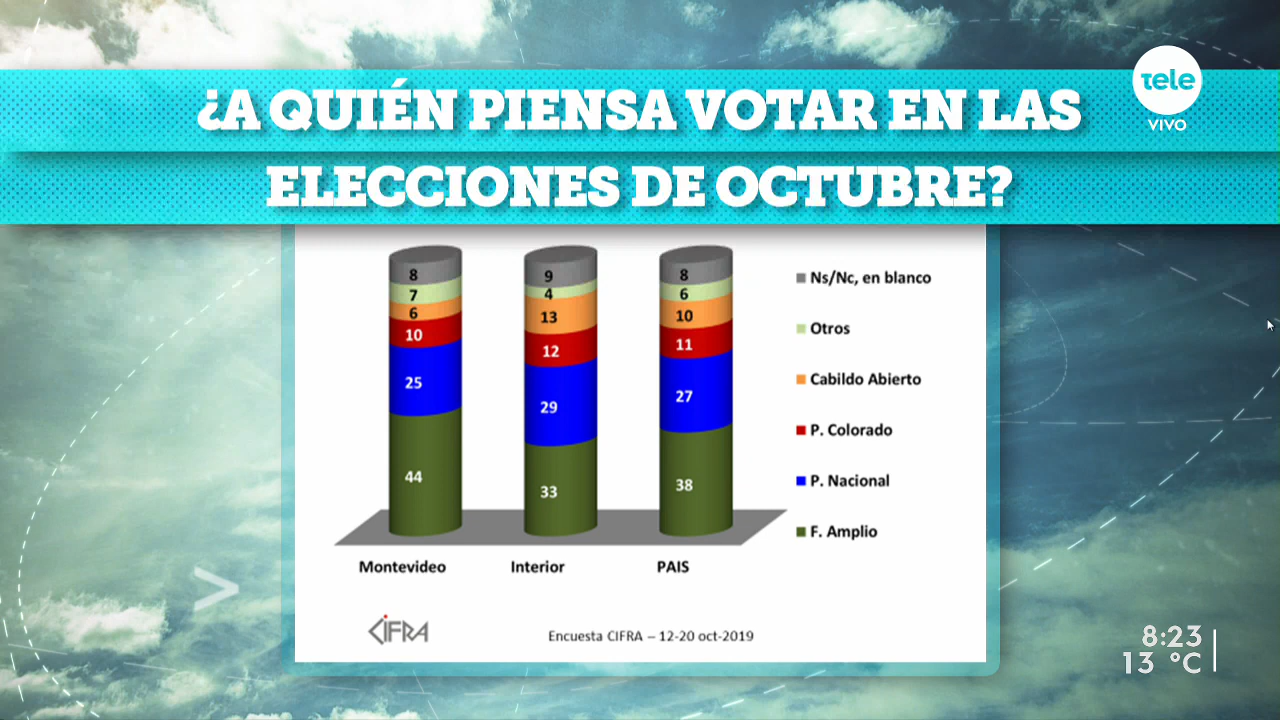 ¿A QUIÉN PIENSA VOTAR EN LAS
ELECCIONES DE OCTUBRE?
tele
VIVO
8
7
6
10
25
44
Montevideo
9
4
13
12
29
33
Interior
8
6
10
11
27
38
PAIS
Ns/Nc, en blanco
Otros
Cabildo Abierto
P. Colorado
P. Nacional
F. Amplio
CIFRA
Encuesta CIFRA – 12-20 oct-2019
8:23
13 °C